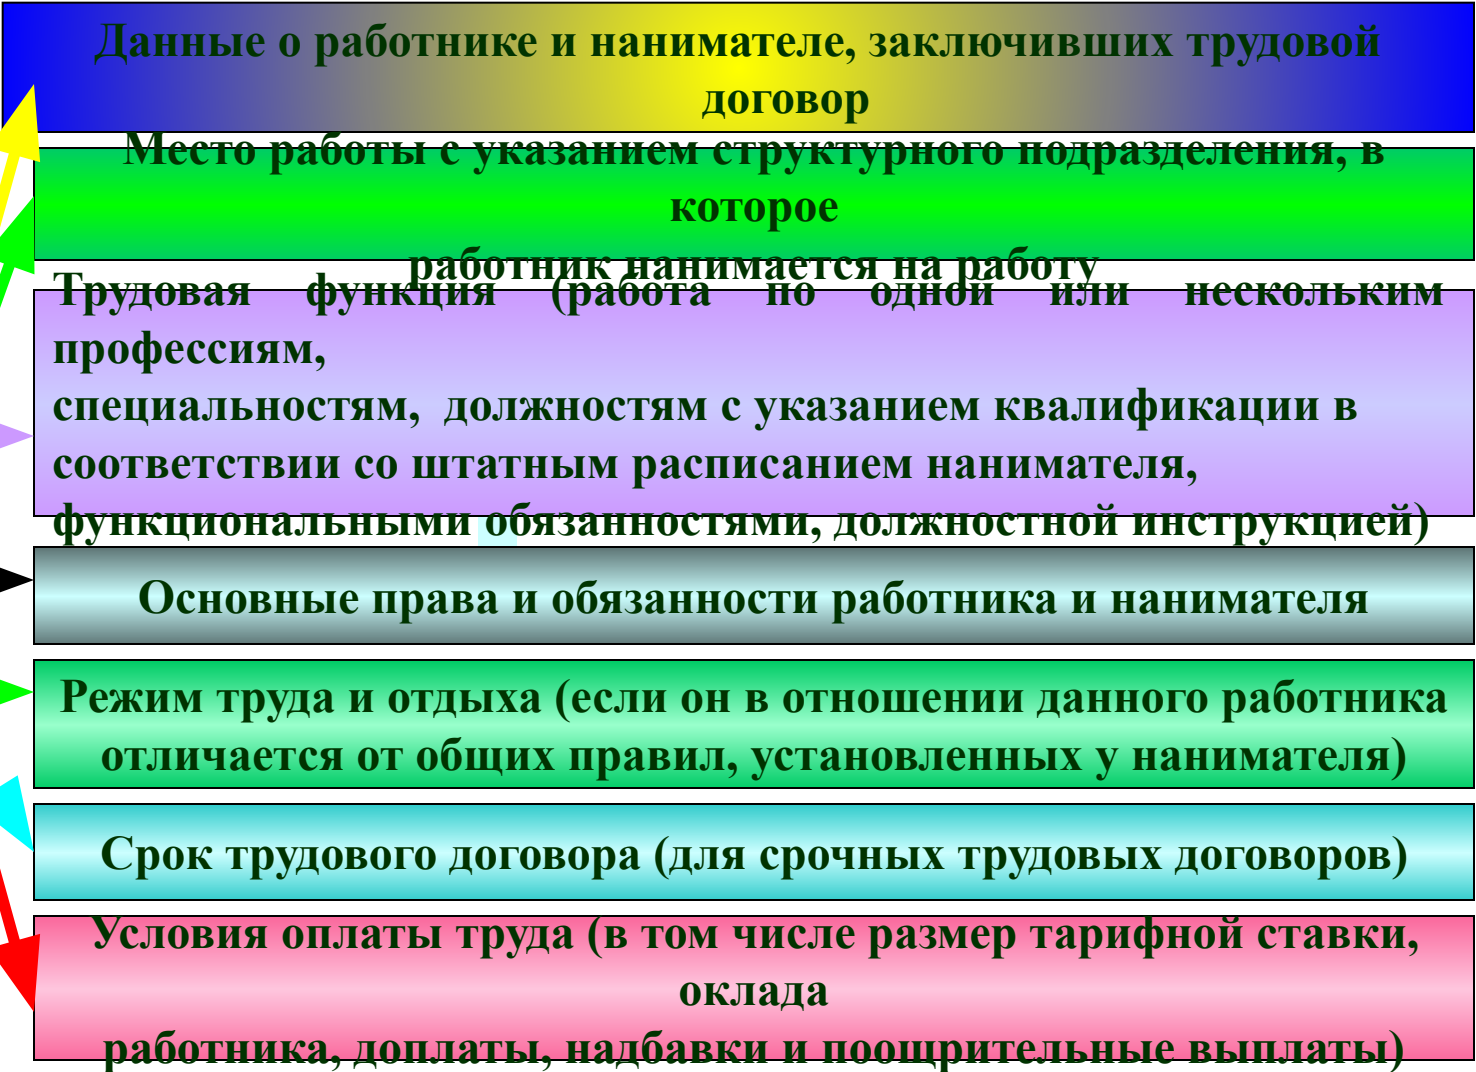 Данные о работнике и нанимателе, заключивших трудовой
договор
Место работы с указанием структурного подразделения, в
которое
работник нанимается на работу
Трудовая функция (работа по одной или нескольким
профессиям,
специальностям, должностям с указанием квалификации в
соответствии со штатным расписанием нанимателя,
функциональными обязанностями, должностной инструкцией)
Основные права и обязанности работника и нанимателя
Режим труда и отдыха (если он в отношении данного работника
отличается от общих правил, установленных у нанимателя)
Срок трудового договора (для срочных трудовых договоров)
Условия оплаты труда (в том числе размер тарифной ставки,
оклада
работника, доплаты, надбавки и поощрительные выплаты)